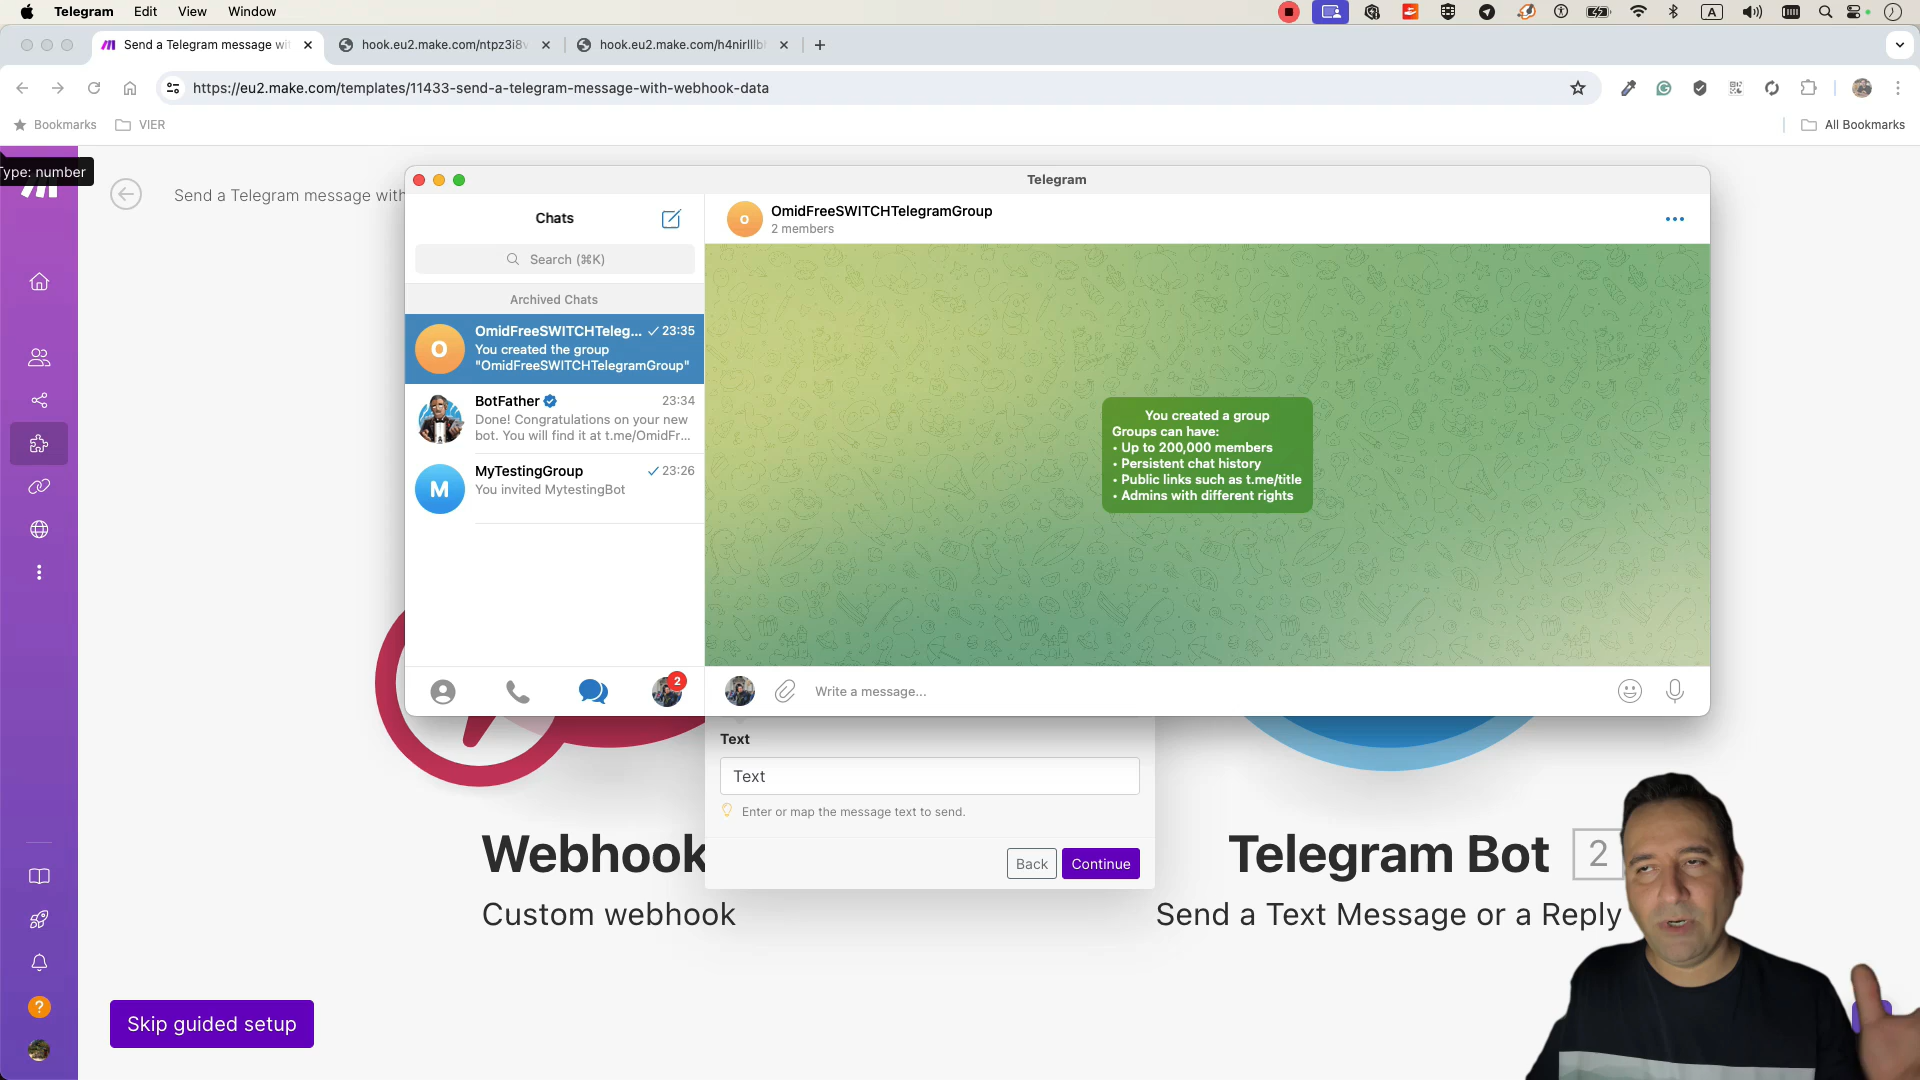 Telegram Edit View Window
Send a Telegram message wi
hook.eu2.make.com/ntpz3i8v
hook.eu2.make.com/h4nirlllb
https://eu2.make.com/templates/11433-send-a-telegram-message-with-webhook-data
Bookmarks VIER All Bookmarks
Type: number
Send a Telegram message with
Telegram
Chats
Search (⌘K)
Archived Chats
OmidFreeSWITCHTeleg... 23:35
You created the group
"OmidFreeSWITCHTelegramGroup"
BotFather 23:34
Done! Congratulations on your new
bot. You will find it at t.me/OmidFr...
M
MyTestingGroup 23:26
You invited MytestingBot
2
OmidFreeSWITCHTelegramGroup
2 members
You created a group
Groups can have:
• Up to 200,000 members
• Persistent chat history
• Public links such as t.me/title
• Admins with different rights
Write a message...
Text
Text
Enter or map the message text to send.
Back Continue
Webhook
Custom webhook
Telegram Bot 2
Send a Text Message or a Reply
Skip guided setup